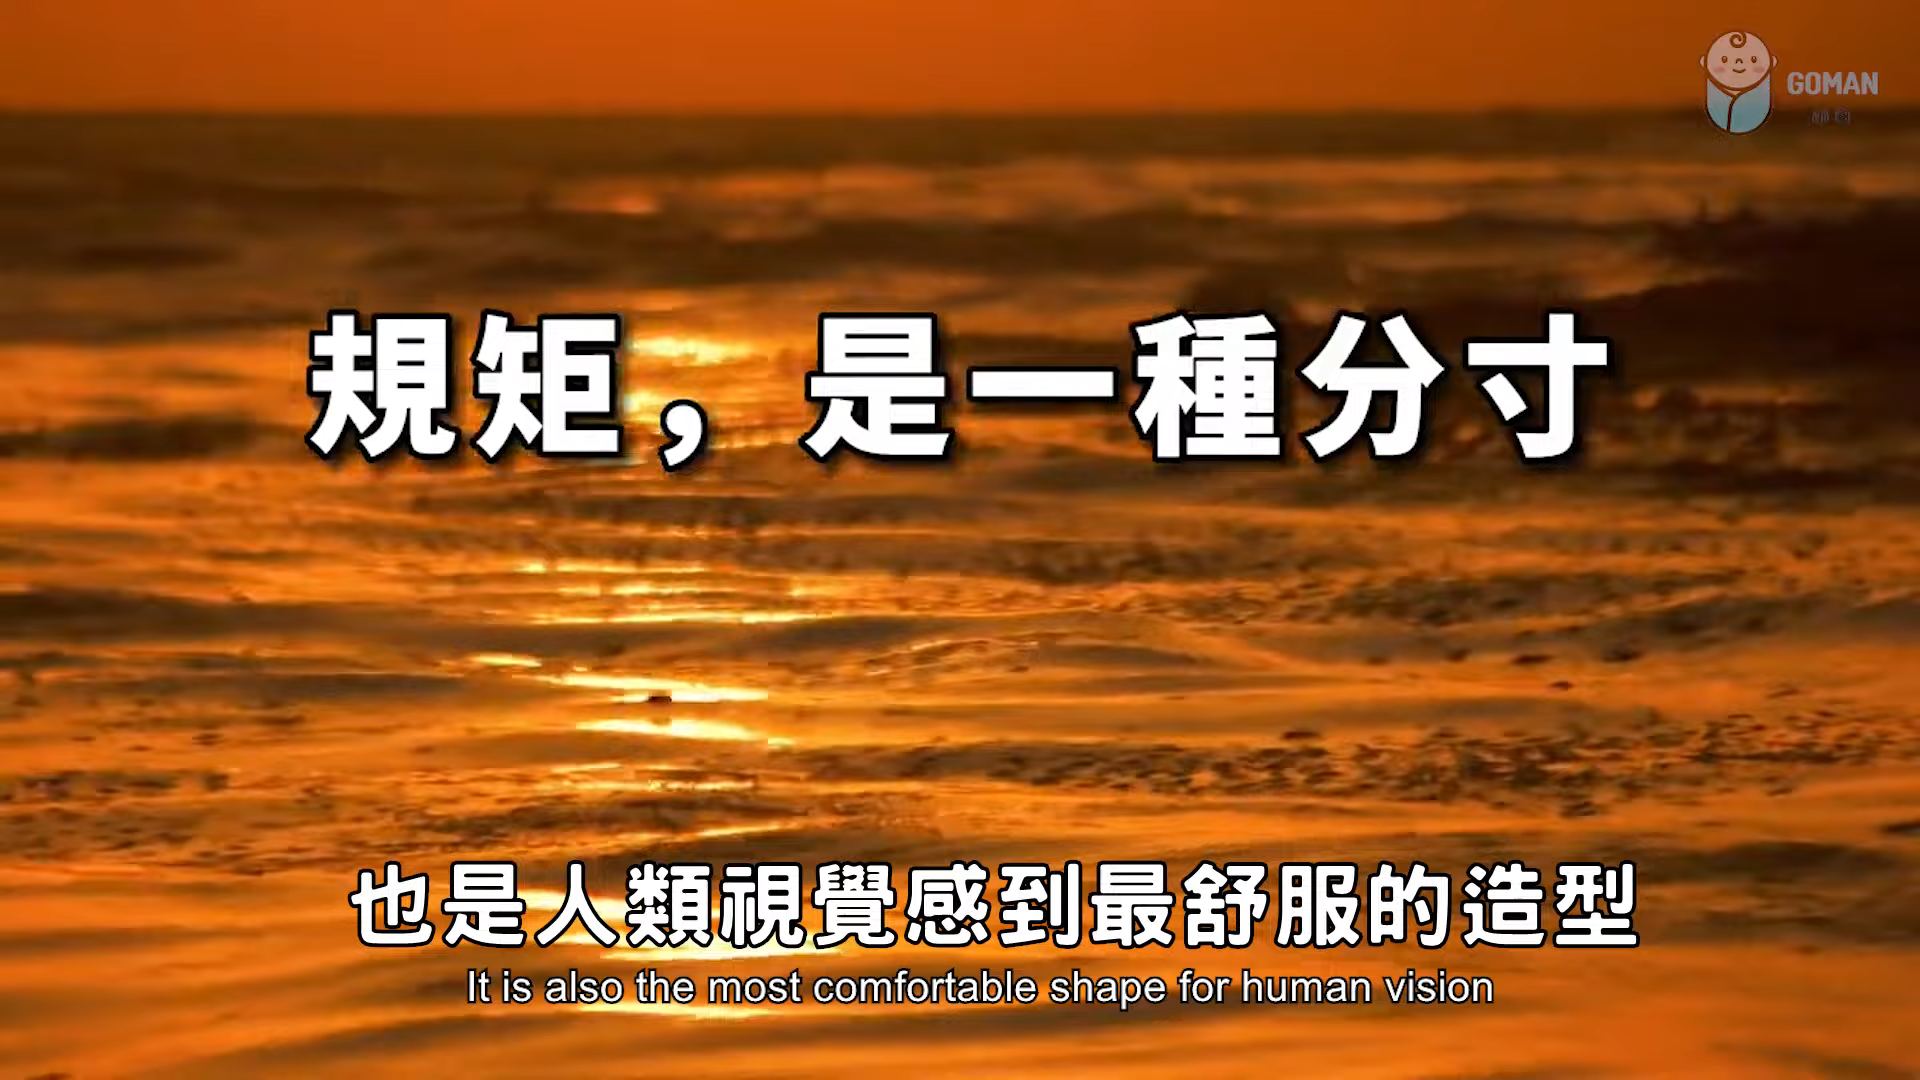 GOMAN
規矩，是一種分寸
也是人類視覺感到最舒服的造型
It is also the most comfortable shape for human vision